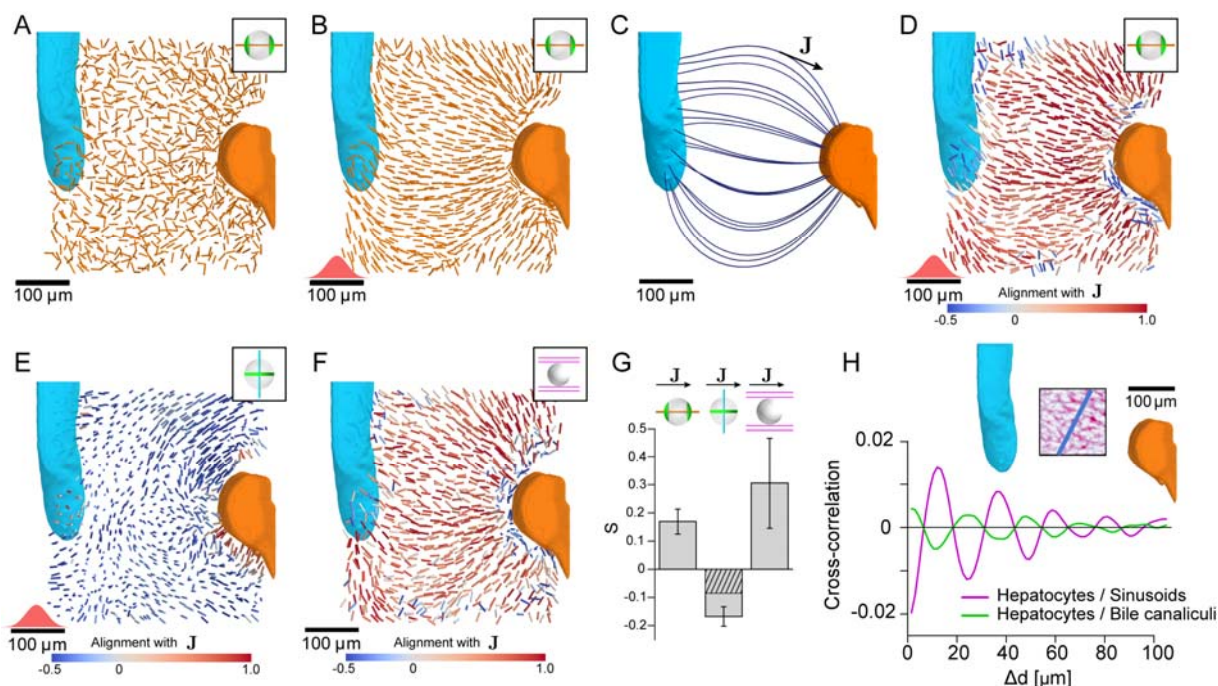 A
100 µm
B
100 µm
C
J
100 µm
D
100 µm
Alignment with J
-0.5 0 1.0
E
100 µm
Alignment with J
-0.5 0 1.0
F
100 µm
Alignment with J
-0.5 0 1.0
G
J J J
0.5
0.4
0.3
0.2
0.1
0
-0.1
-0.2
S
H
100 µm
0.02
0
-0.02
Cross-correlation
Hepatocytes / Sinusoids
Hepatocytes / Bile canaliculi
0 20 40 60 80 100
Δd [µm]